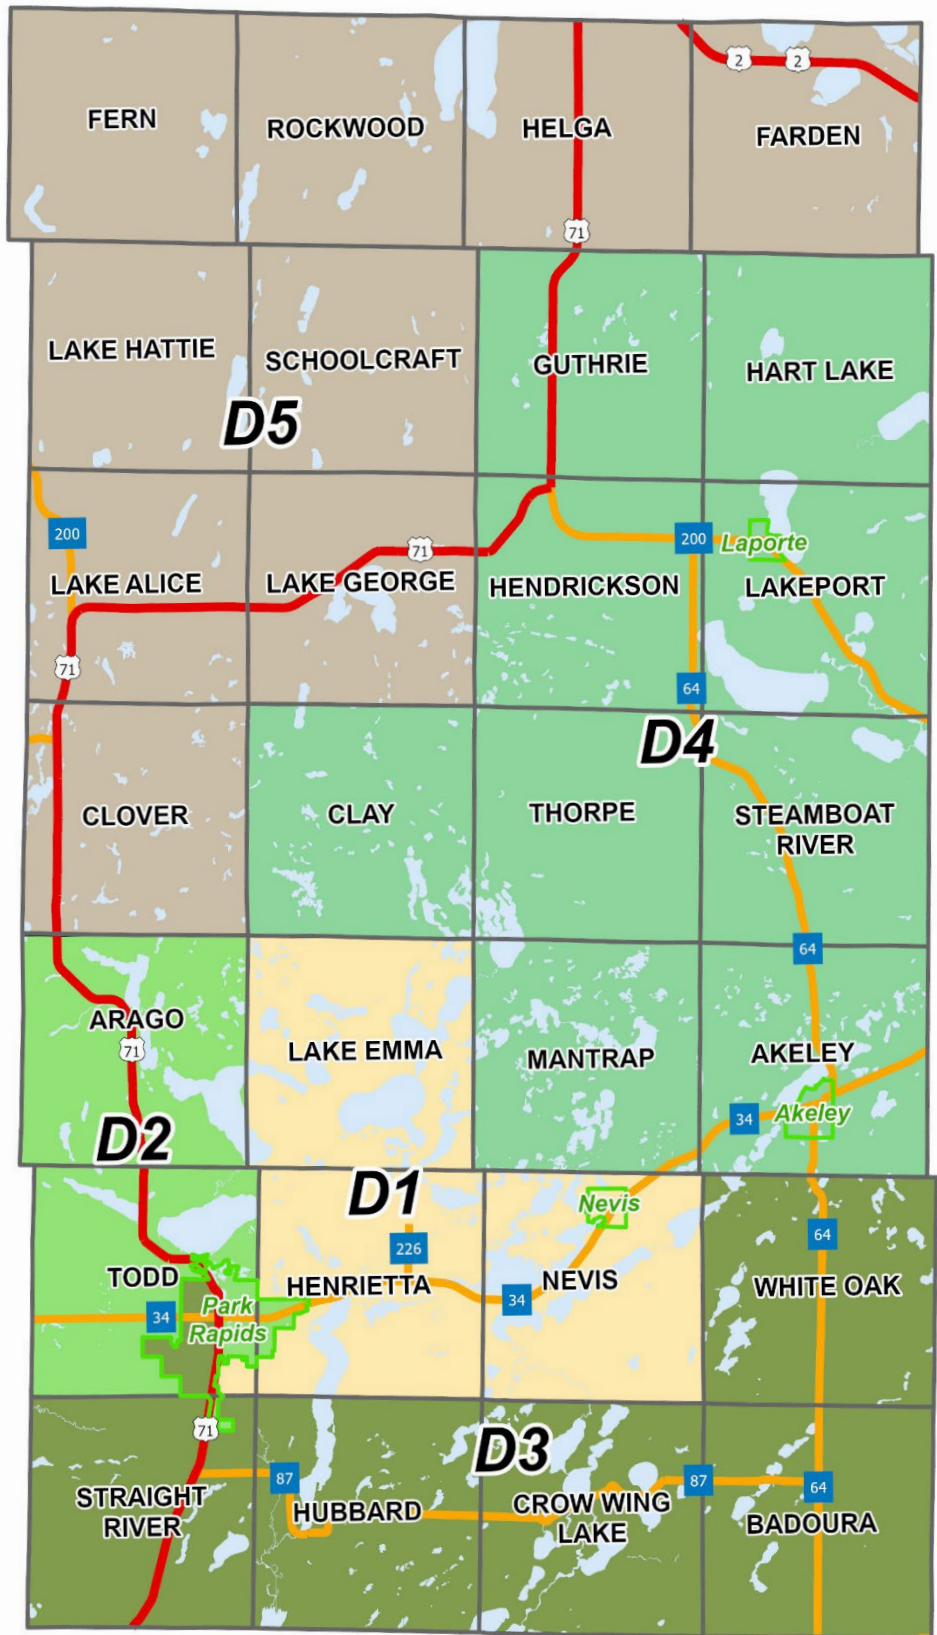 2
2
FERN
ROCKWOOD
HELGA
FARDEN
71
LAKE HATTIE
SCHOOLCRAFT
GUTHRIE
HART LAKE
D5
200
71
200
Laporte
LAKE ALICE
LAKE GEORGE
HENDRICKSON
LAKEPORT
71
64
D4
CLOVER
CLAY
THORPE
STEAMBOAT
RIVER
64
ARAGO
71
LAKE EMMA
MANTRAP
AKELEY
34
Akeley
D2
D1
Nevis
226
64
TODD
HENRIETTA
NEVIS
WHITE OAK
34
Park
Rapids
34
71
D3
87
87
64
STRAIGHT
RIVER
HUBBARD
CROW WING
LAKE
BADOURA